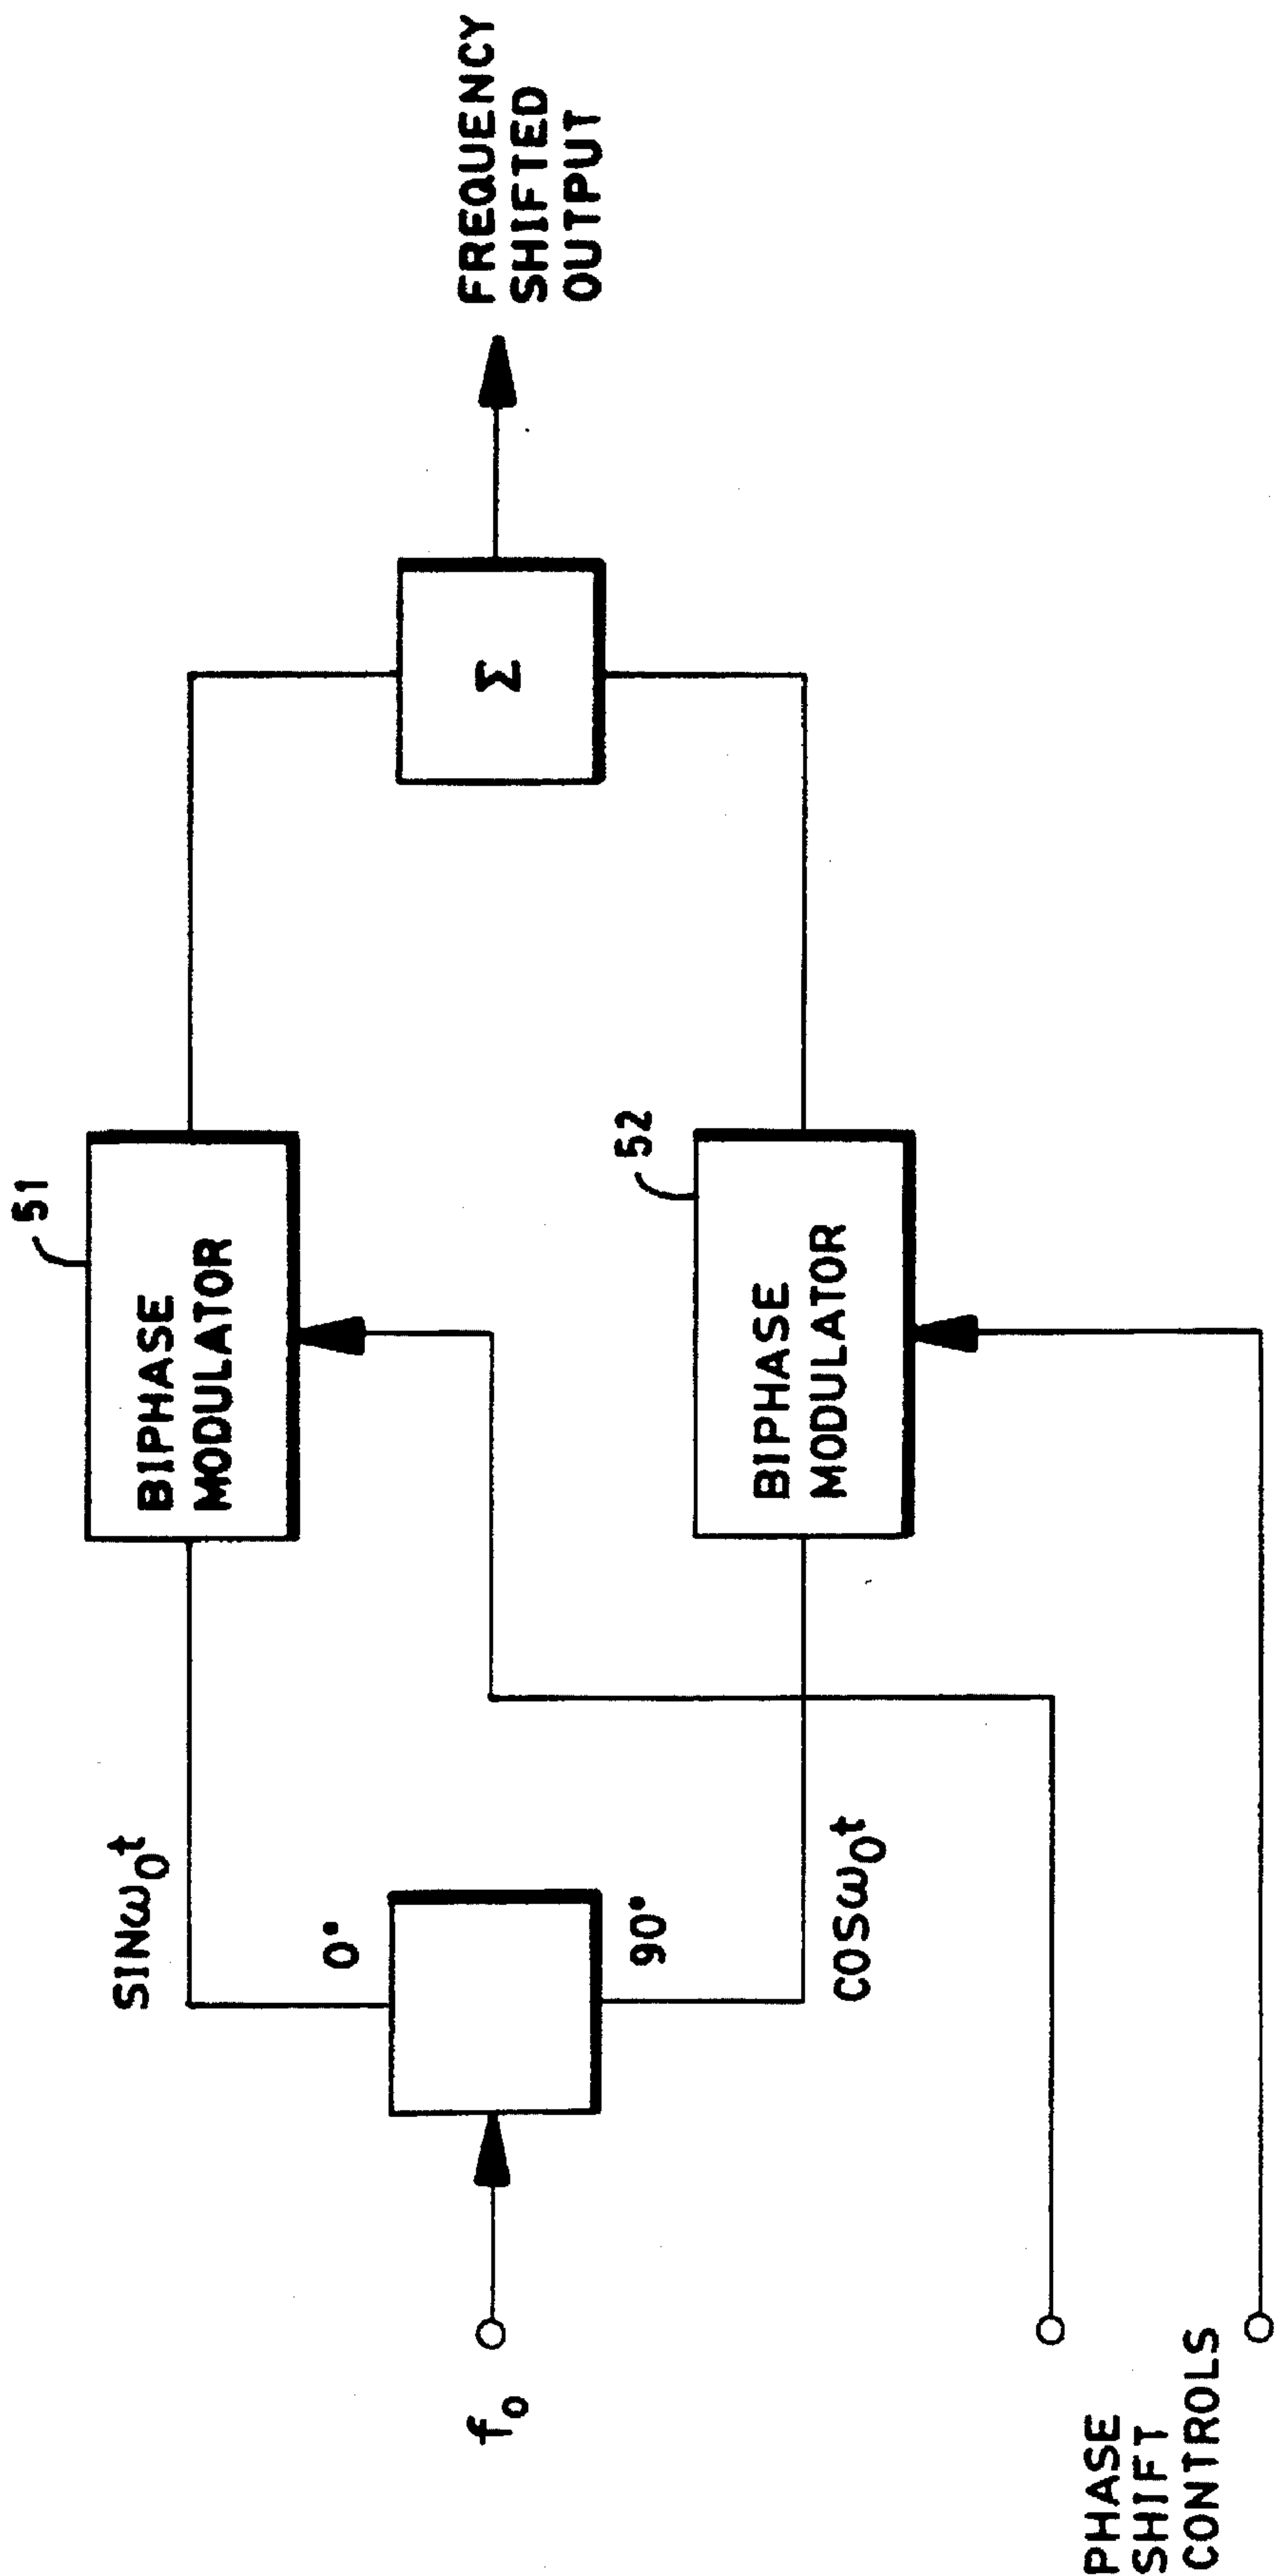 51
SINω₀t
BIPHASE
MODULATOR
0°
f₀
90°
Σ
FREQUENCY
SHIFTED
OUTPUT
52
COSω₀t
BIPHASE
MODULATOR
PHASE
SHIFT
CONTROLS